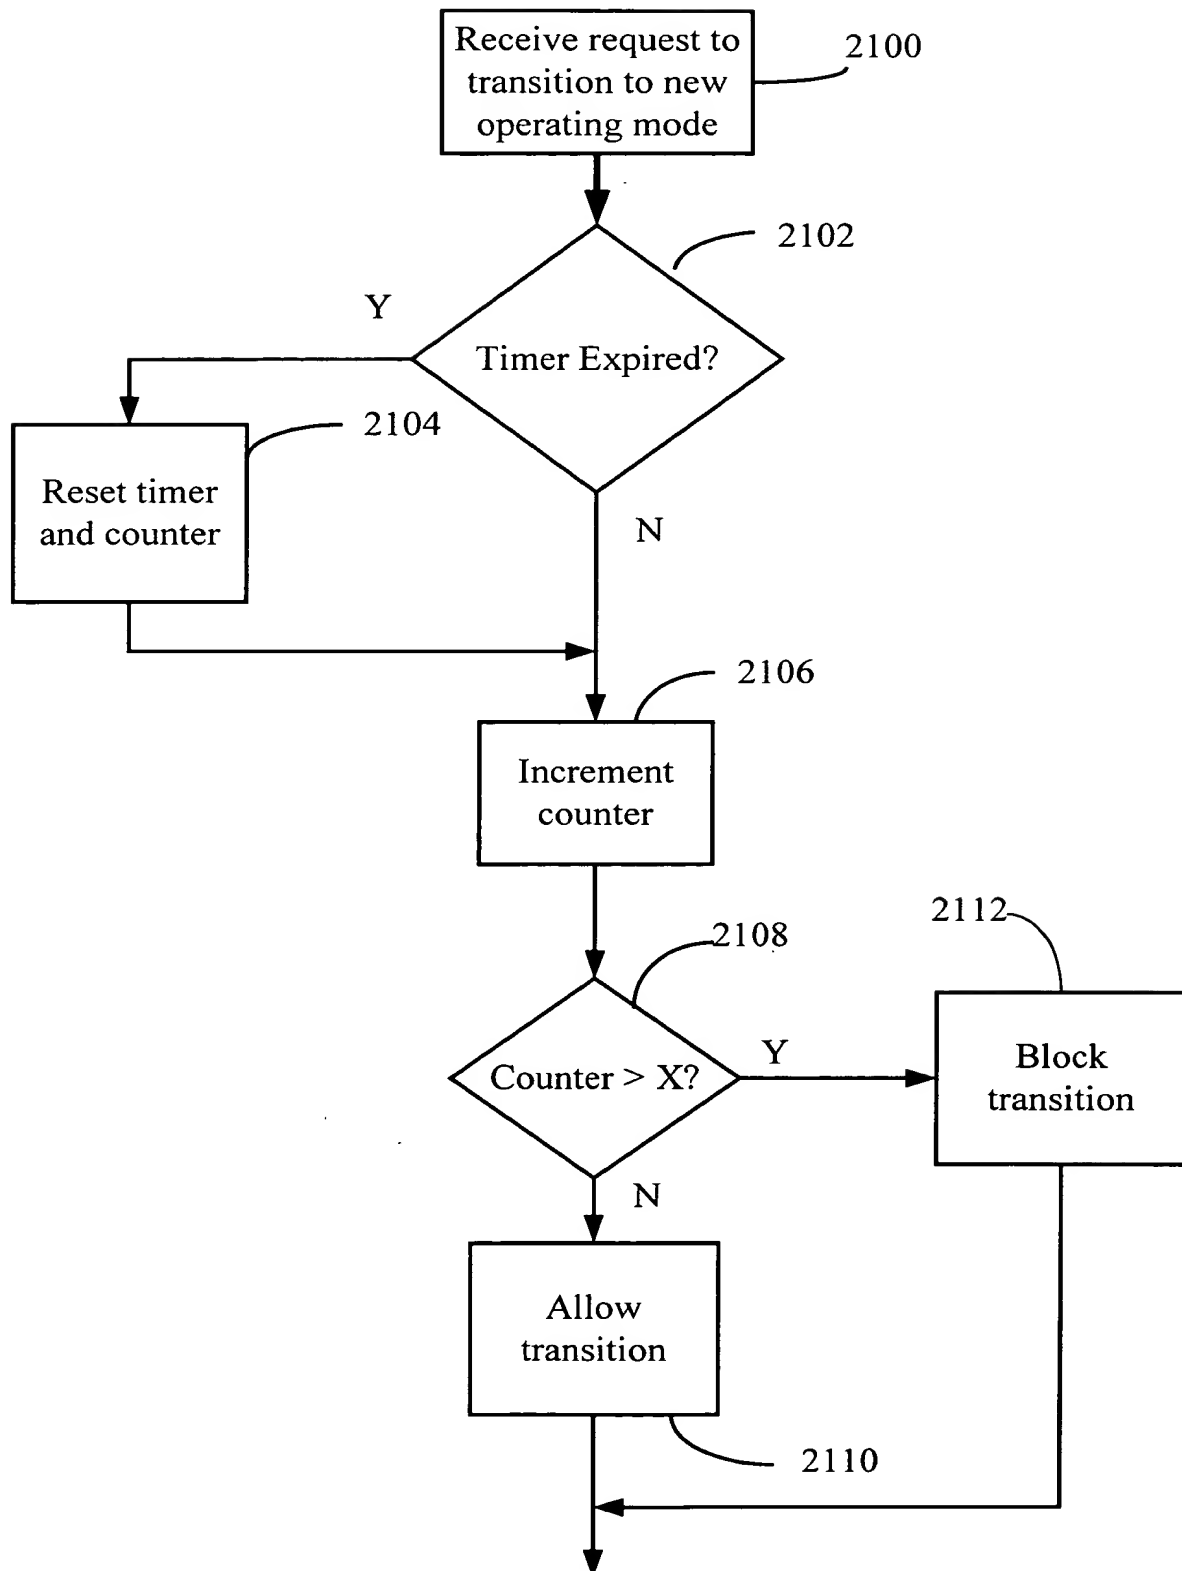 Receive request to
transition to new
operating mode
2100
2102
Y
Timer Expired?
2104
Reset timer
and counter
N
2106
Increment
counter
2112
2108
Counter > X?
Y
Block
transition
N
Allow
transition
2110